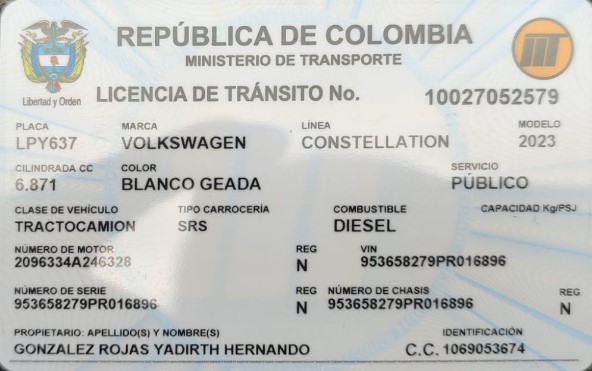 REPÚBLICA DE COLOMBIA
MINISTERIO DE TRANSPORTE
Libertad y Orden
LICENCIA DE TRÁNSITO No. 10027052579
PLACA MARCA LÍNEA MODELO
LPY637 VOLKSWAGEN CONSTELLATION 2023
CILINDRADA CC COLOR SERVICIO
6.871 BLANCO GEADA PÚBLICO
CLASE DE VEHÍCULO TIPO CARROCERÍA COMBUSTIBLE CAPACIDAD Kg/PSJ
TRACTOCAMION SRS DIESEL
NÚMERO DE MOTOR REG VIN
2096334A246328 N 953658279PR016896
NÚMERO DE SERIE REG NÚMERO DE CHASIS REG
953658279PR016896 N 953658279PR016896 N
PROPIETARIO: APELLIDO(S) Y NOMBRE(S) IDENTIFICACIÓN
GONZALEZ ROJAS YADIRTH HERNANDO C.C. 1069053674